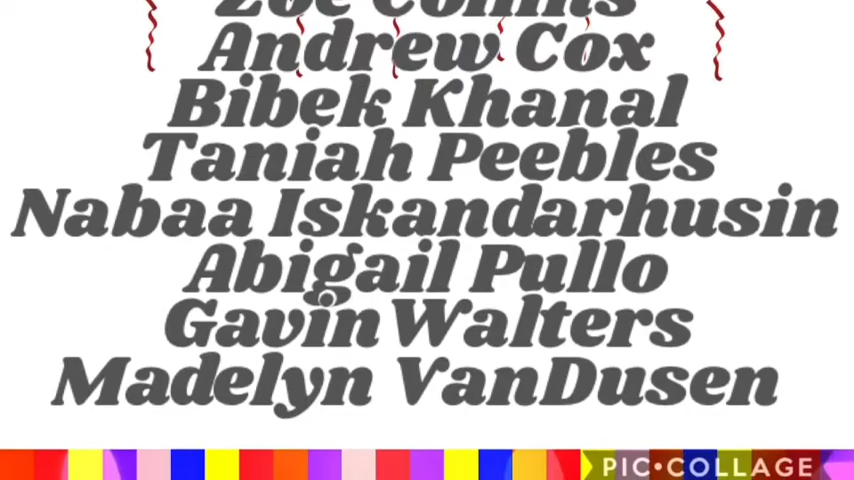 Andrew Cox
Bibek Khanal
Taniah Peebles
Nabaa Iskandarhusin
Abigail Pullo
Gavin Walters
Madelyn VanDusen
PIC•COLLAGE